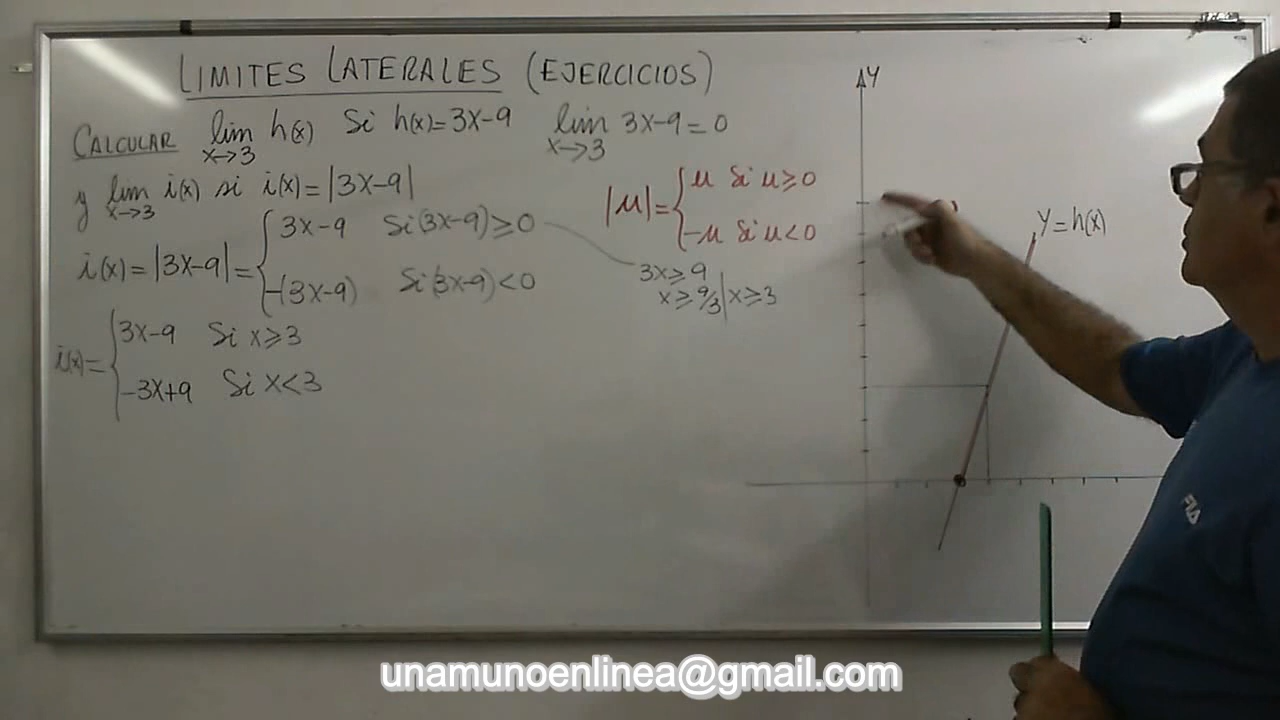 LIMITES LATERALES (EJERCICIOS)
CALCULAR lim x→3 h(x) Si h(x)=3x-9 lim x→3 3x-9=0
y lim x→3 i(x) si i(x)=|3x-9|
|u|={u Si u≥0
-u Si u<0
i(x)=|3x-9|={3x-9 Si(3x-9)≥0
-(3x-9) Si(3x-9)<0
3x≥9
x≥9/3|x≥3
i(x)={3x-9 Si x≥3
-3x+9 Si x<3
Y
y=h(x)
FILA
unamunoenlinea@gmail.com